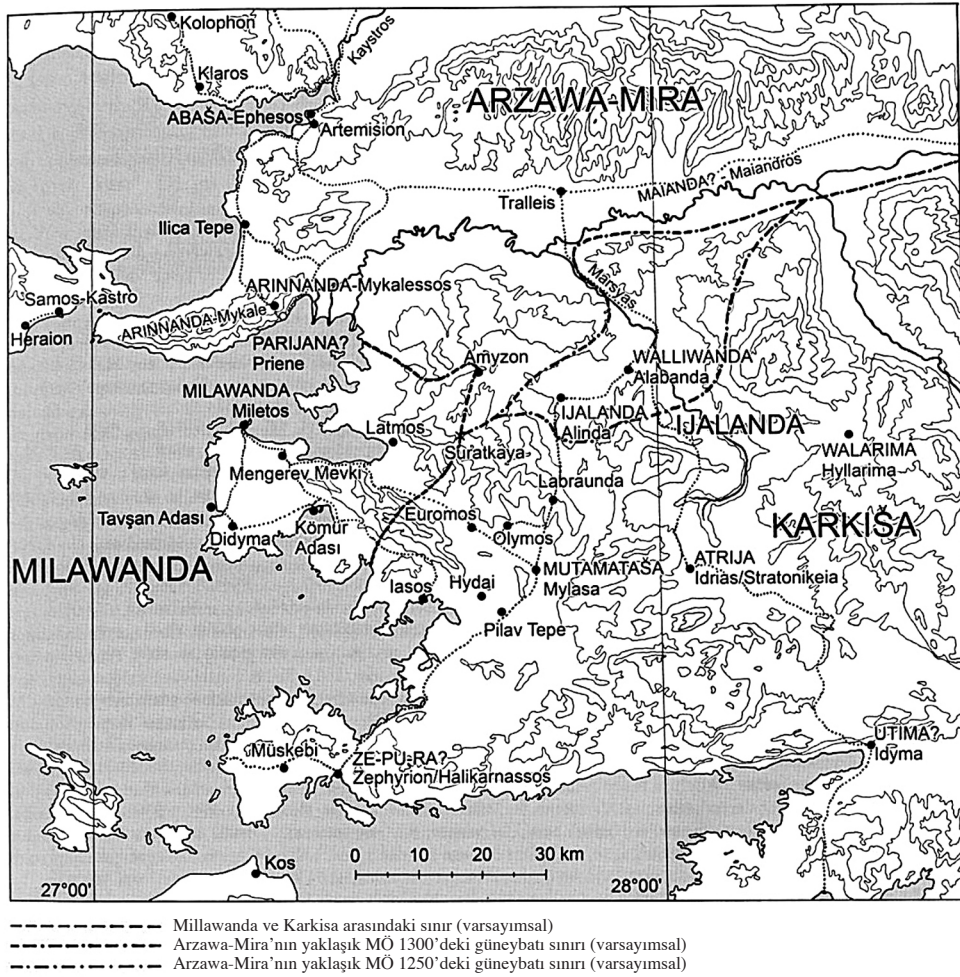 Kolophon
Kaystros
Klaros
ARZAWA-MIRA
ABAŠA-Ephesos
Artemision
MAIANDA? - Maiandros
Tralleis
Ilica Tepe
Marsyas
ARINNANDA-Mykalessos
Samos-Kastro
Heraion
ARINNANDA-Mykale
PARIJANA?
Priene
Amyzon
WALLIWANDA
Alabanda
MILAWANDA
Miletos
IJALANDA
Alinda
IJALANDA
Latmos
Suratkaya
WALARIMA
Hyllarima
Mengerev Mevki
Labraunda
Tavşan Adası
Didyma
Kömür
Adası
Euromos
Olymos
KARKIŠA
MILAWANDA
ATRIJA
Idrias/Stratonikeia
MUTAMATASA
Mylasa
Iasos
Hydai
Pilav Tepe
UTIMA?
Idyma
Müskebi
ZE-PU₂-RA?
Zephyrion/Halikarnassos
Kos
0 10 20 30 km
27°00'
28°00'
Millawanda ve Karkisa arasındaki sınır (varsayımsal)
Arzawa-Mira’nın yaklaşık MÖ 1300’deki güneybatı sınırı (varsayımsal)
Arzawa-Mira’nın yaklaşık MÖ 1250’deki güneybatı sınırı (varsayımsal)